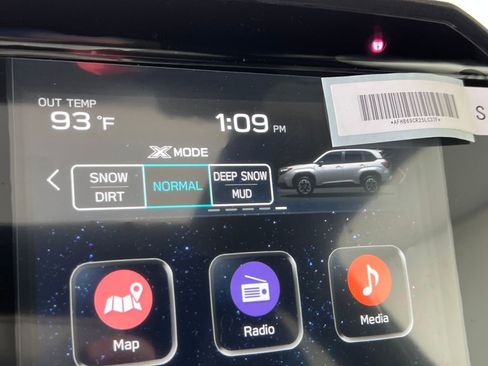 OUT TEMP
93 °F
1:09 PM
X MODE
SNOW
DIRT
NORMAL
DEEP SNOW
MUD
S
Map
Radio
Media